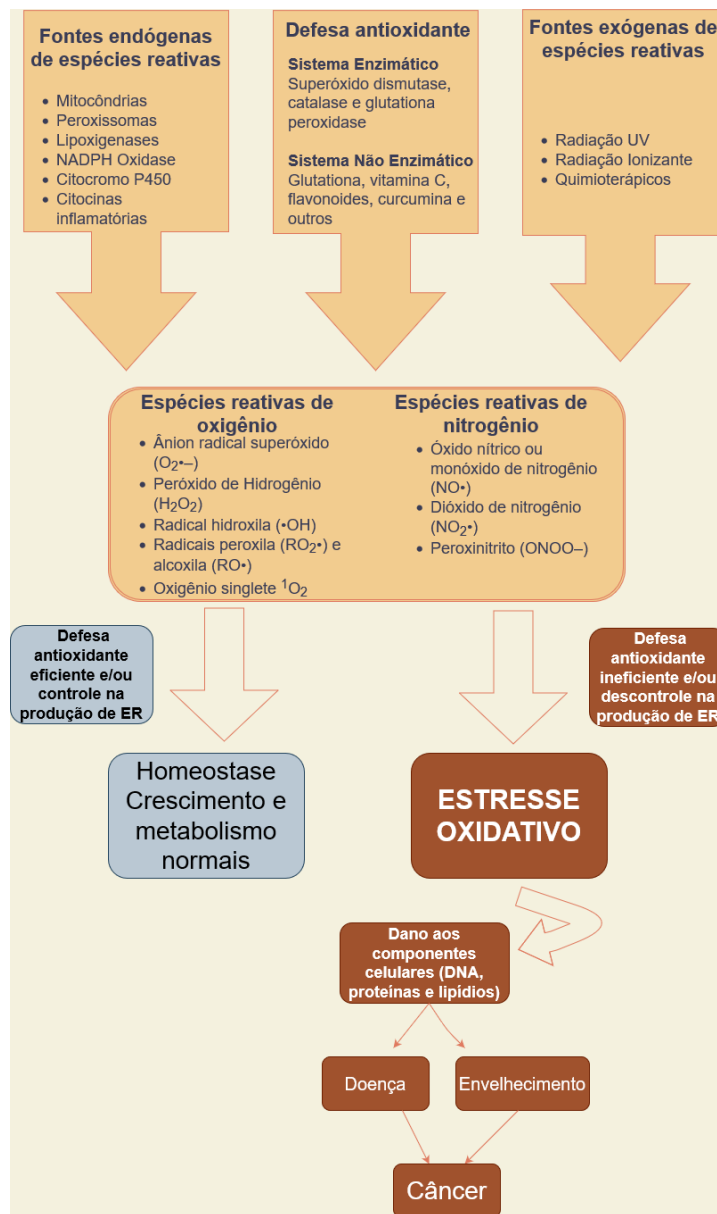 Fontes endógenas
de espécies reativas
• Mitocôndrias
• Peroxissomas
• Lipoxigenases
• NADPH Oxidase
• Citocromo P450
• Citocinas
inflamatórias
Defesa antioxidante
Sistema Enzimático
Superóxido dismutase,
catalase e glutationa
peroxidase
Sistema Não Enzimático
Glutationa, vitamina C,
flavonoides, curcumina e
outros
Fontes exógenas de
espécies reativas
• Radiação UV
• Radiação Ionizante
• Quimioterápicos
Espécies reativas de
oxigênio
• Ânion radical superóxido
(O₂•–)
• Peróxido de Hidrogênio
(H₂O₂)
• Radical hidroxila (•OH)
• Radicais peroxila (RO₂•) e
alcoxila (RO•)
• Oxigênio singlete ¹O₂
Espécies reativas de
nitrogênio
• Óxido nítrico ou
monóxido de nitrogênio
(NO•)
• Dióxido de nitrogênio
(NO₂•)
• Peroxinitrito (ONOO–)
Defesa
antioxidante
eficiente e/ou
controle na
produção de ER
Defesa
antioxidante
ineficiente e/ou
descontrole na
produção de ER
Homeostase
Crescimento e
metabolismo
normais
ESTRESSE
OXIDATIVO
Dano aos
componentes
celulares (DNA,
proteínas e lipídios)
Doença
Envelhecimento
Câncer